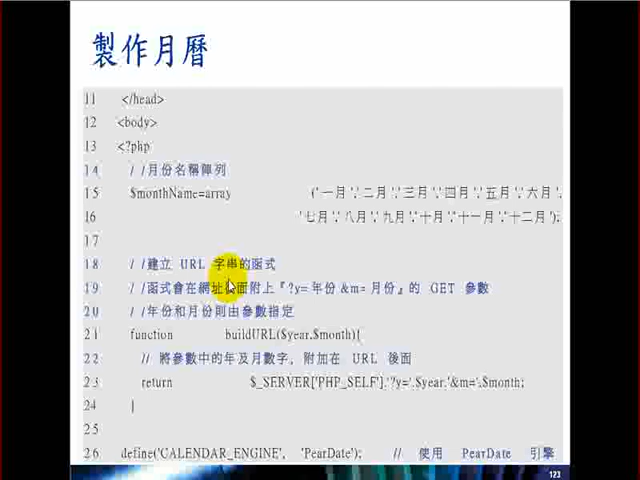 製作月曆
11 </head>
12 <body>
13 <?php
14 //月份名稱陣列
15 $monthName=array ('一月','二月','三月','四月','五月','六月',
16 '七月','八月','九月','十月','十一月','十二月');
17
18 //建立 URL 字串的函式
19 //函式會在網址後面附上『?y=年份&m=月份』的 GET 參數
20 //年份和月份則由參數指定
21 function buildURL($year,$month){
22 // 將參數中的年及月數字, 附加在 URL 後面
23 return $_SERVER['PHP_SELF'].'?y='.$year.'&m='.$month;
24 }
25
26 define('CALENDAR_ENGINE', 'PearDate'); // 使用 PearDate 引擎
123